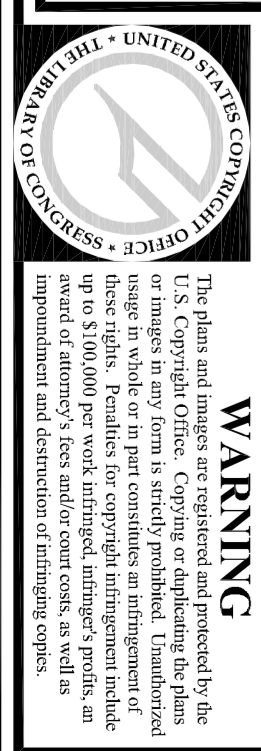 UNITED STATES COPYRIGHT OFFICE * THE LIBRARY OF CONGRESS *
WARNING
The plans and images are registered and protected by the
U.S. Copyright Office. Copying or duplicating the plans
or images in any form is strictly prohibited. Unauthorized
usage in whole or in part constitutes an infringement of
these rights. Penalties for copyright infringement include
up to $100,000 per work infringed, infringer's profits, an
award of attorney's fees and/or court costs, as well as
impoundment and destruction of infringing copies.